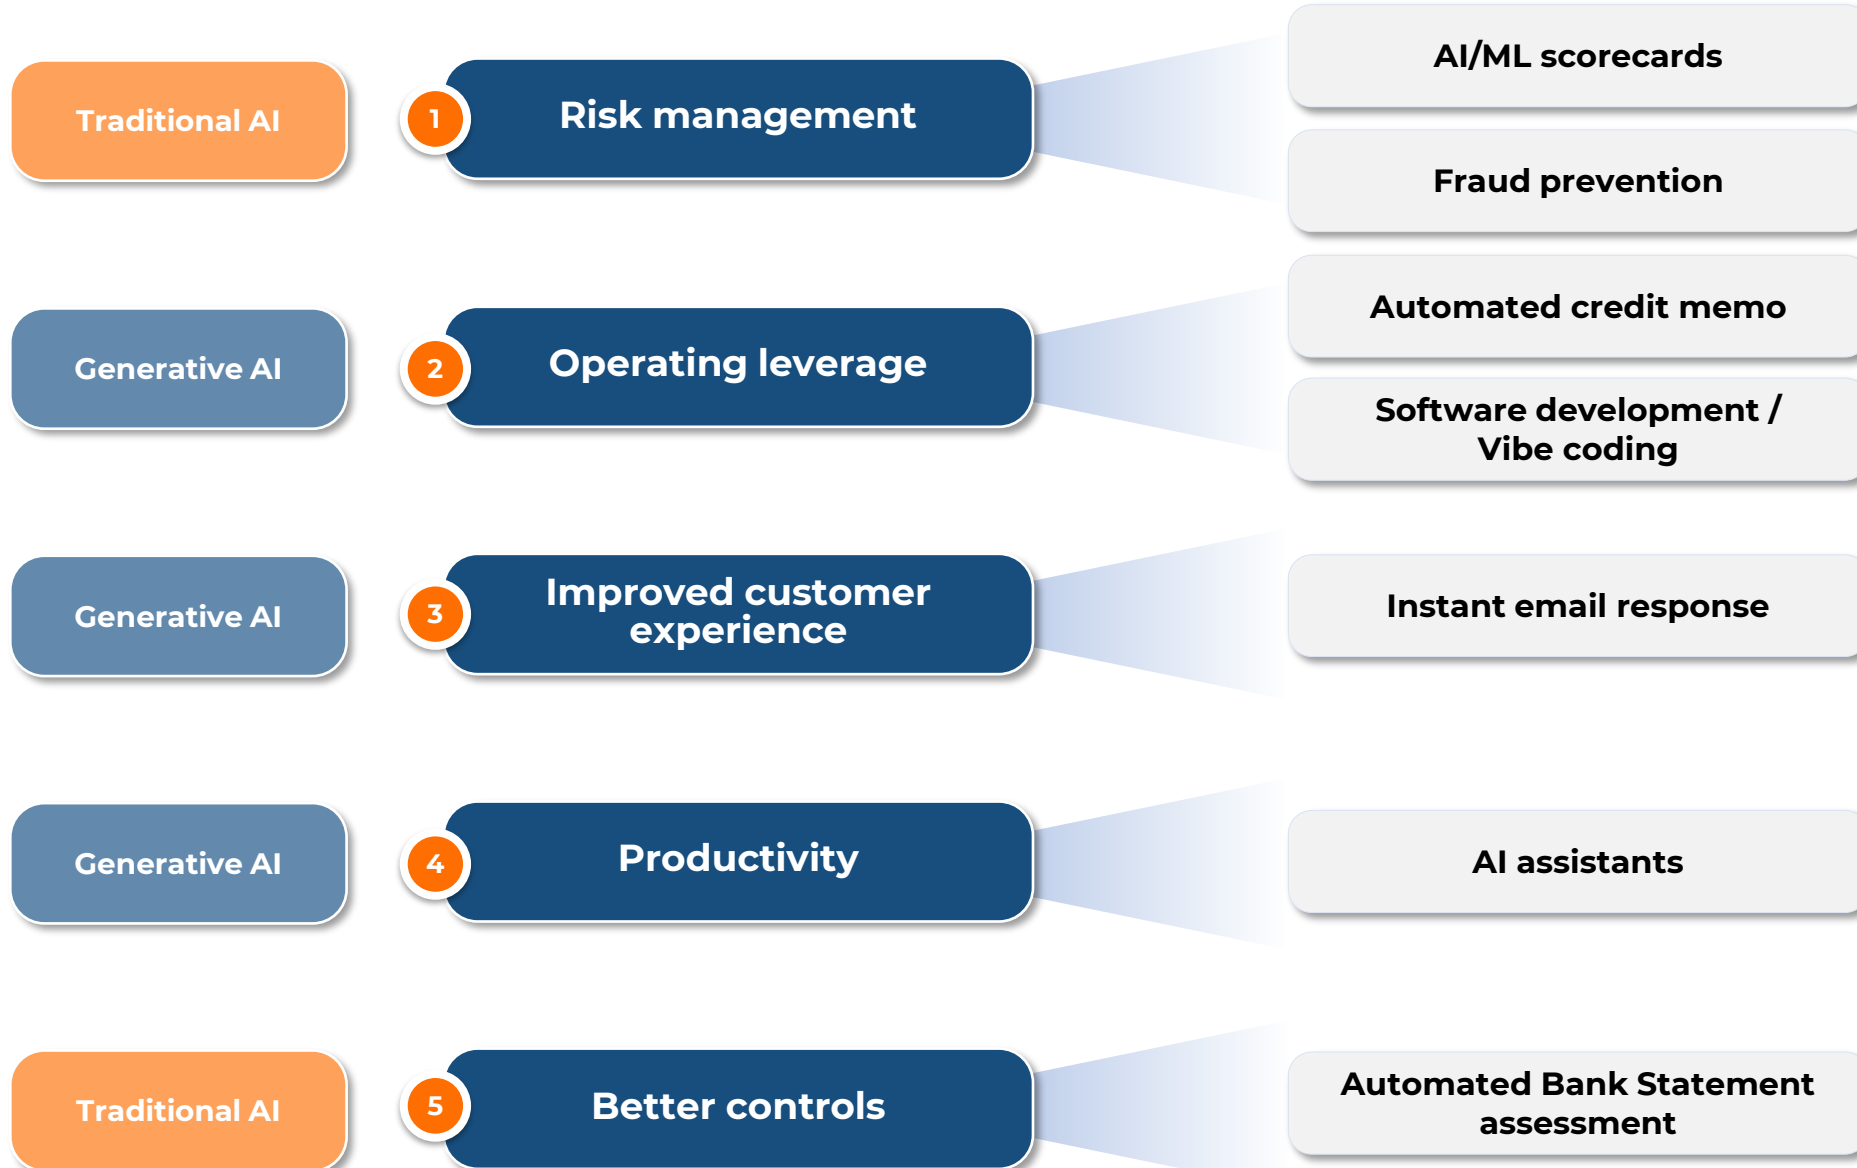 Traditional AI
1
Risk management
AI/ML scorecards
Fraud prevention
Generative AI
2
Operating leverage
Automated credit memo
Software development /
Vibe coding
Generative AI
3
Improved customer
experience
Instant email response
Generative AI
4
Productivity
AI assistants
Traditional AI
5
Better controls
Automated Bank Statement
assessment